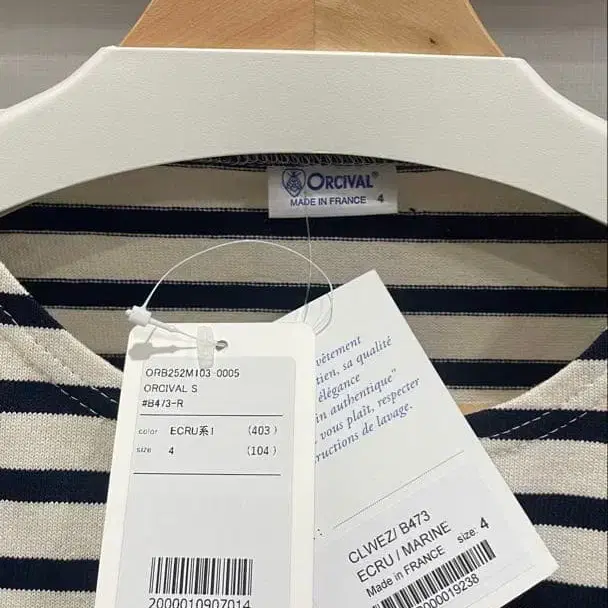 ORCIVAL
MADE IN FRANCE 4
ORB252M103 0005
ORCIVAL S
#B473-R
color ECRU系1 (403)
size 4 (104)
2000010907014
vêtement
tien, sa qualité
élégance
in authentique"
vous plaît, respecter
ructions de lavage.
CLWEZ/ B473
ECRU / MARINE
Made in FRANCE size: 4
000019238